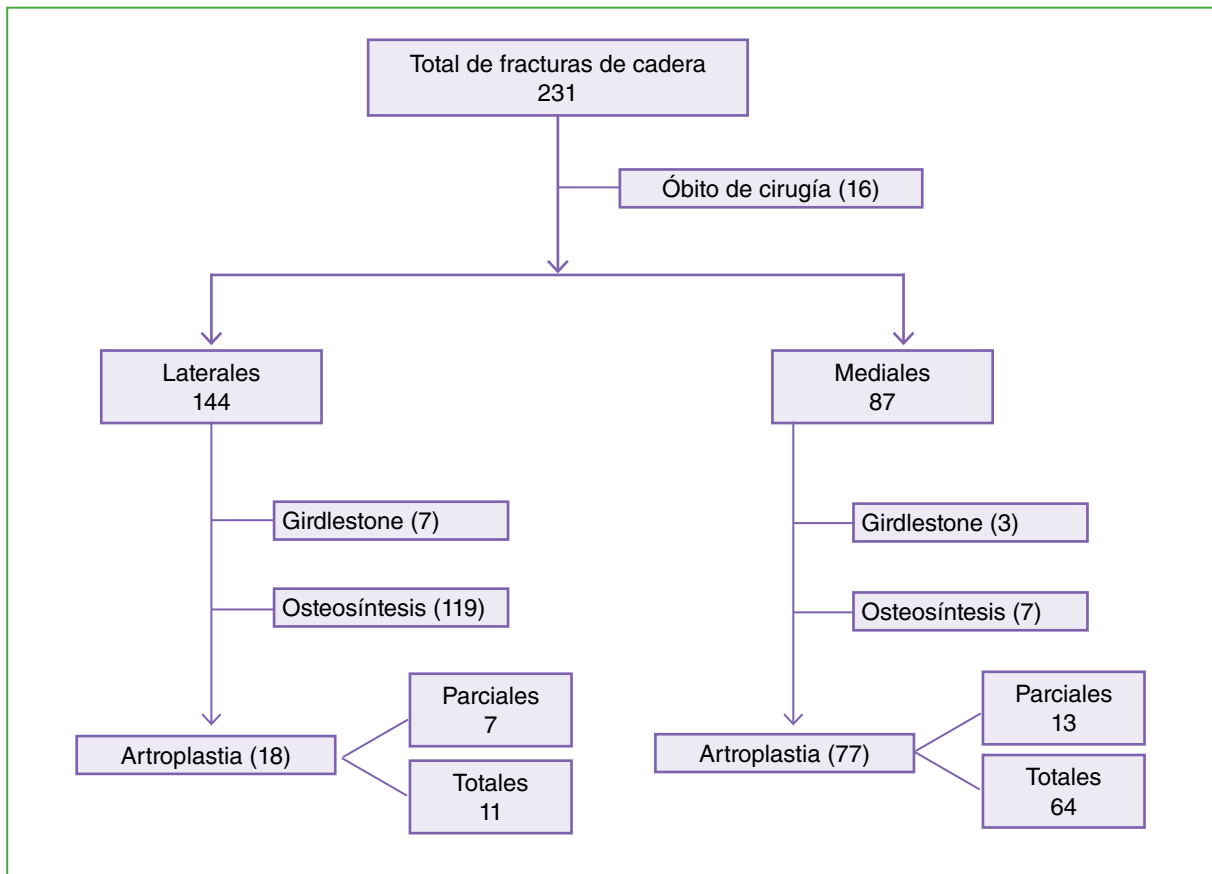 Total de fracturas de cadera
231
Óbito de cirugía (16)
Laterales
144
Mediales
87
Girdlestone (7)
Girdlestone (3)
Osteosíntesis (119)
Osteosíntesis (7)
Parciales
7
Artroplastia (18)
Totales
11
Parciales
13
Artroplastia (77)
Totales
64